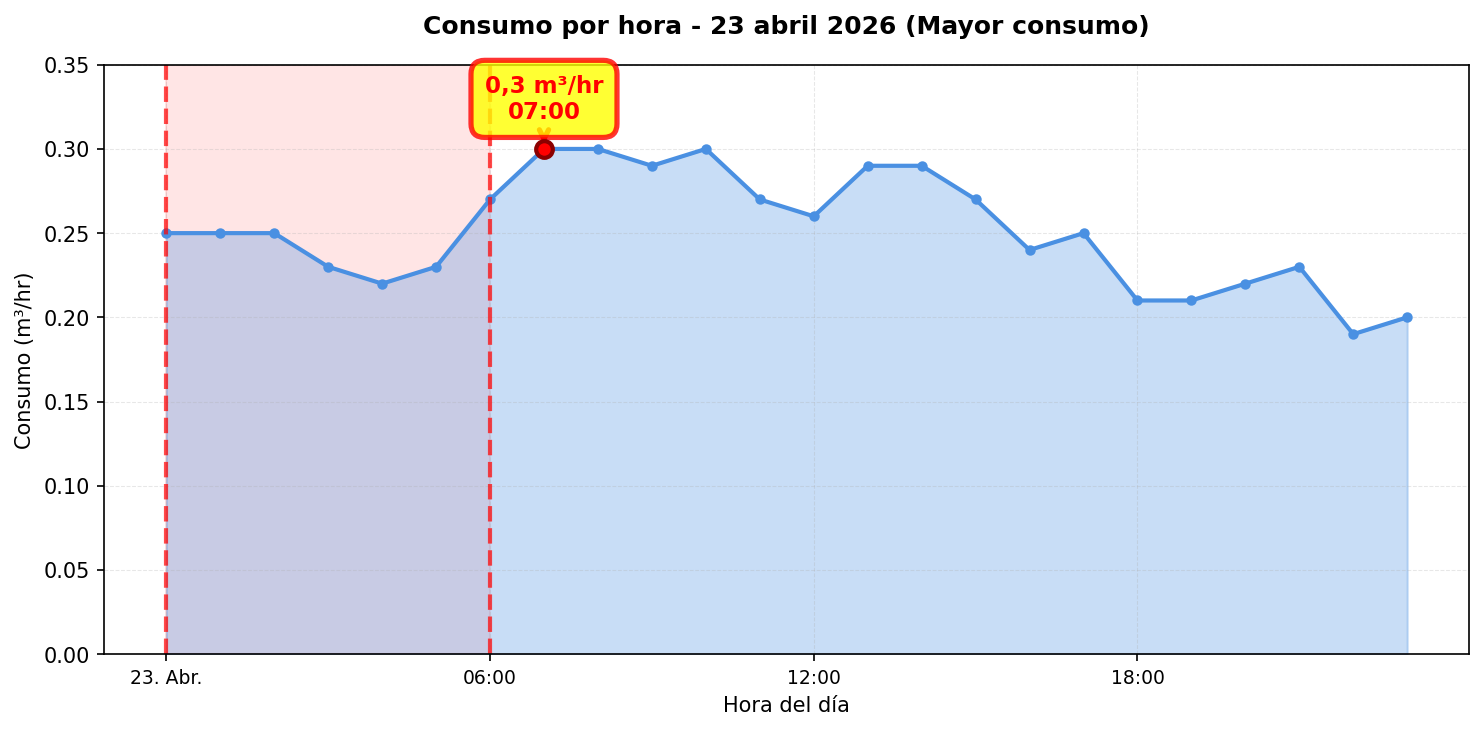 Consumo por hora - 23 abril 2026 (Mayor consumo)
0,3 m³/hr
07:00
Consumo (m³/hr)
0.35
0.30
0.25
0.20
0.15
0.10
0.05
0.00
23. Abr.
06:00
12:00
18:00
Hora del día